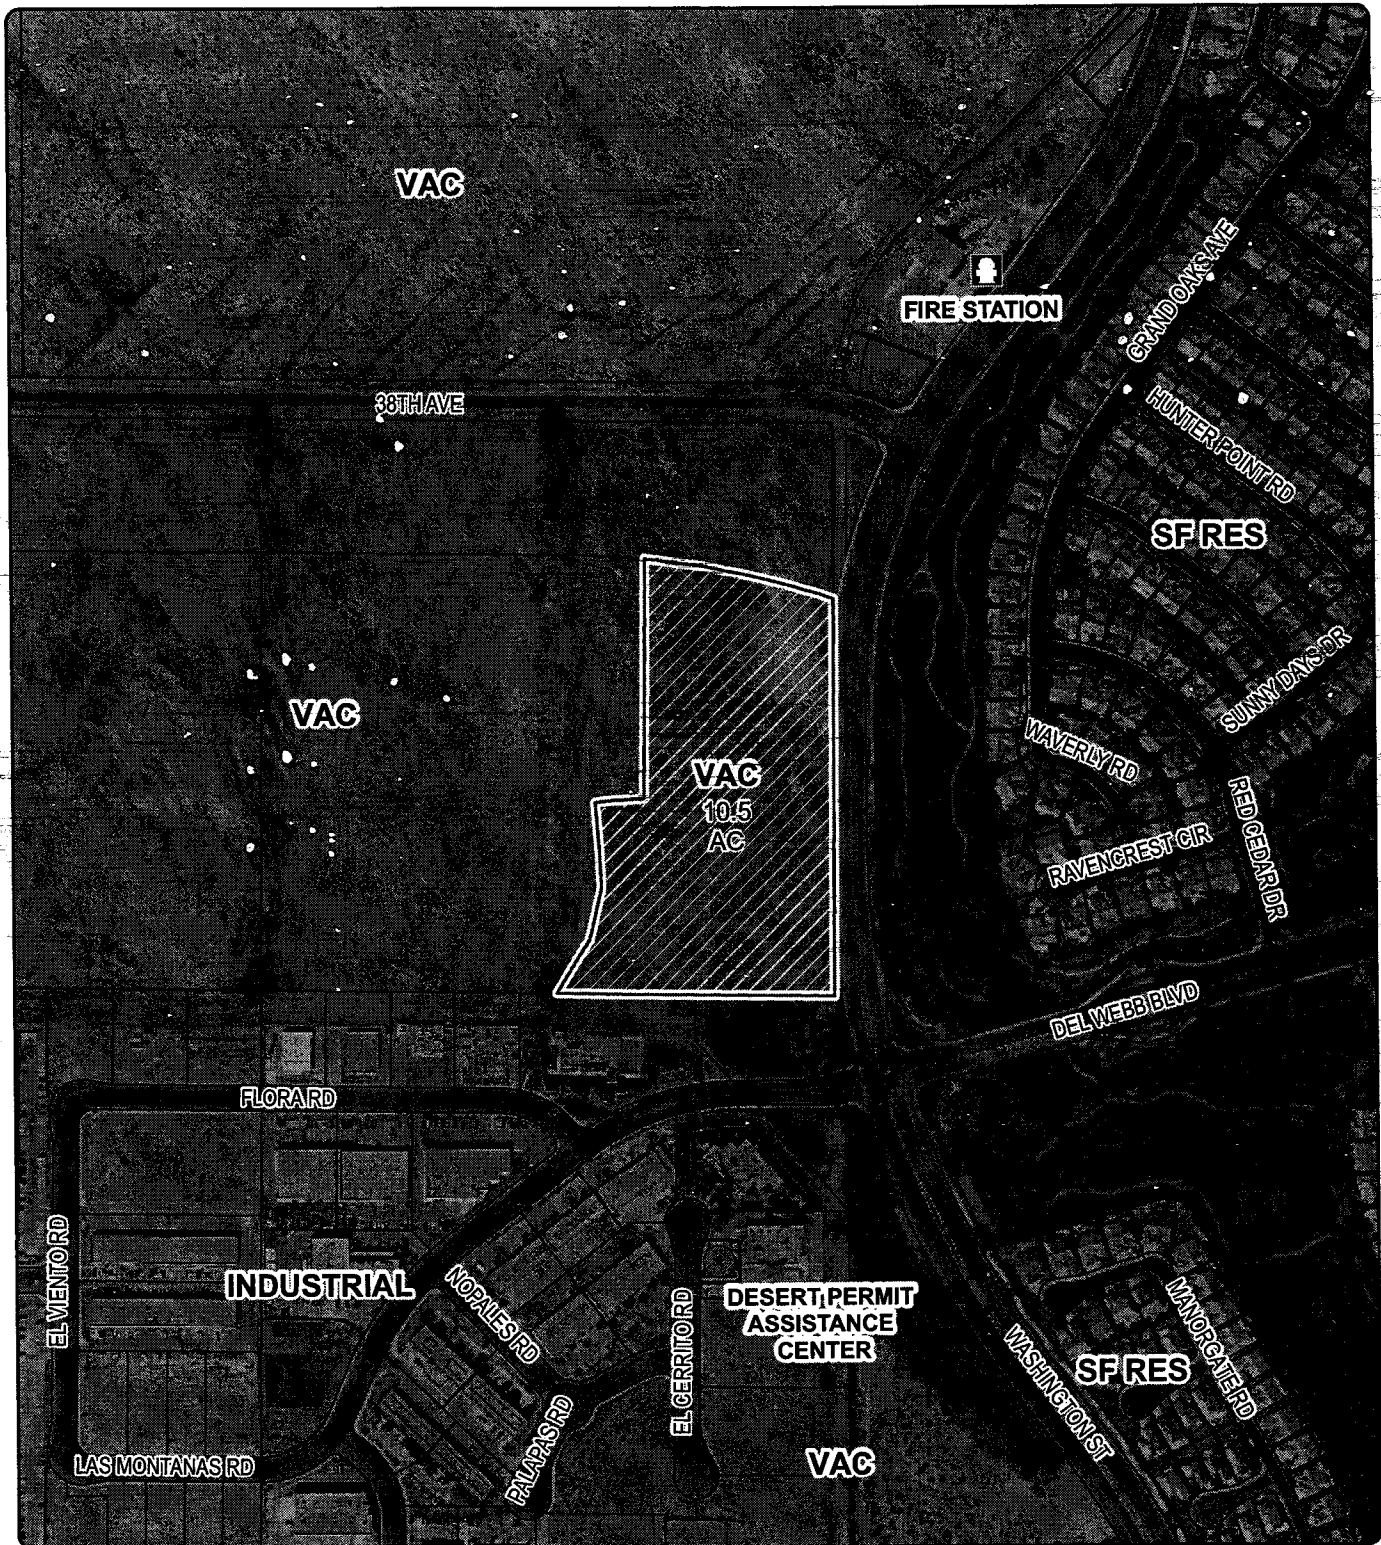 VAC
GRAND OAKS AVE
FIRE STATION
38TH AVE
HUNTER POINT RD
SF RES
SUNNY DAYS DR
VAC
WAVERLY RD
VAC
10.5
AC
RED CEDAR DR
RAVENCREST CIR
DEL WEBB BLVD
FLORA RD
EL VIENTO RD
INDUSTRIAL
NOPALES RD
EL CERRITO RD
DESERT PERMIT
ASSISTANCE
CENTER
MANORGATE RD
WASHINGTON ST
SF RES
PALAPAS RD
LAS MONTANAS RD
VAC